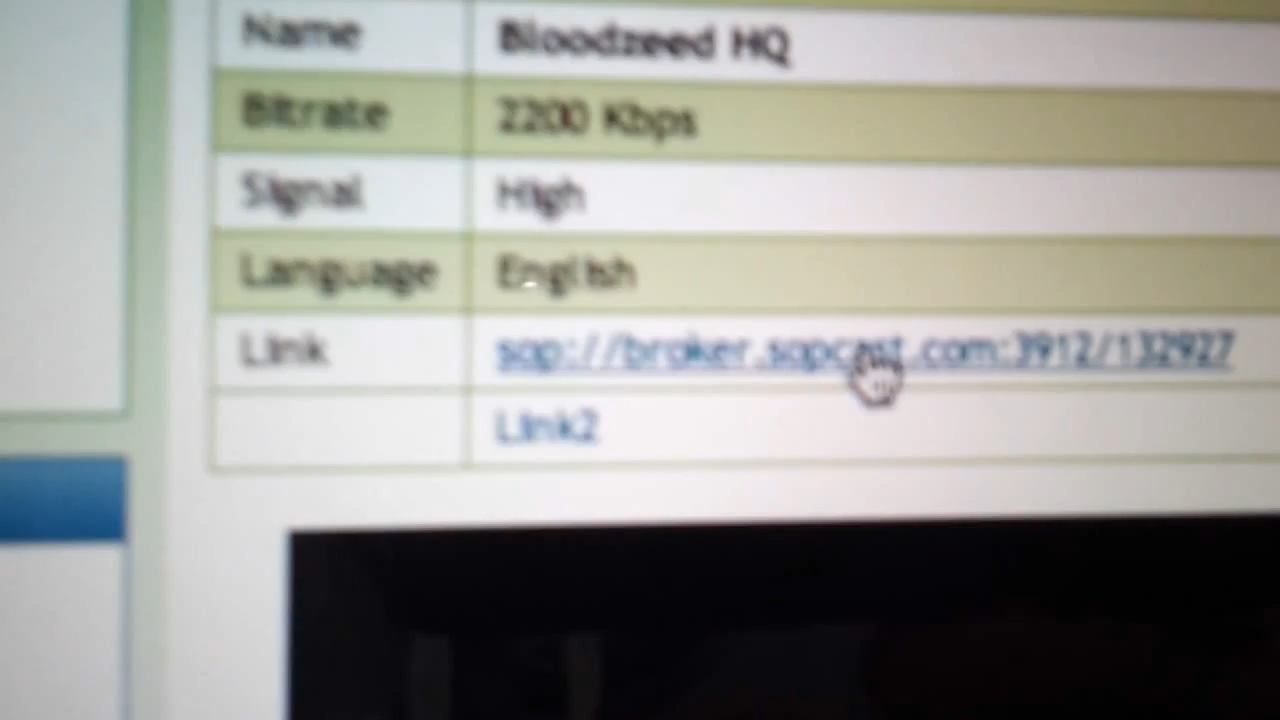 Name Bloodzeed HQ
Bitrate 2200 Kbps
Signal High
Language English
Link sop://broker.sopcast.com:3912/132927
Link2